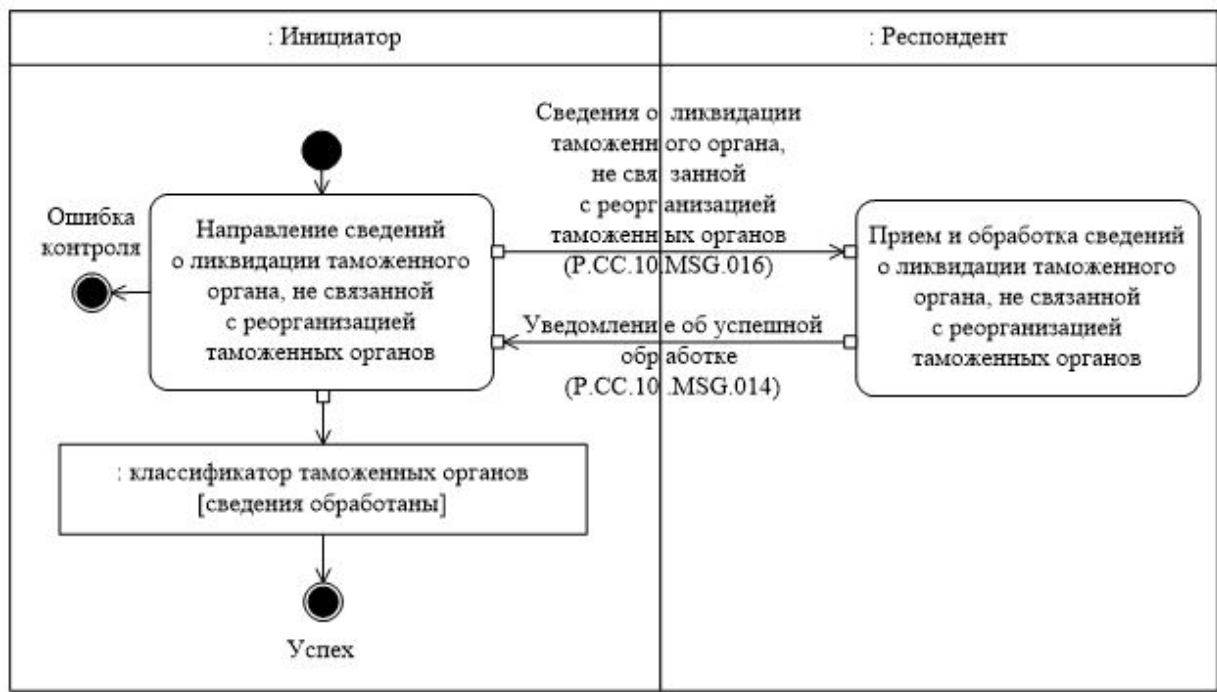 : Инициатор
: Респондент
Сведения о ликвидации
таможенного органа,
не связанной
с реорганизацией
таможенных органов
(P.CC.10.MSG.016)
Ошибка
контроля
Направление сведений
о ликвидации таможенного
органа, не связанной
с реорганизацией
таможенных органов
Прием и обработка сведений
о ликвидации таможенного
органа, не связанной
с реорганизацией
таможенных органов
Уведомление об успешной
обработке
(P.CC.10.MSG.014)
: классификатор таможенных органов
[сведения обработаны]
Успех